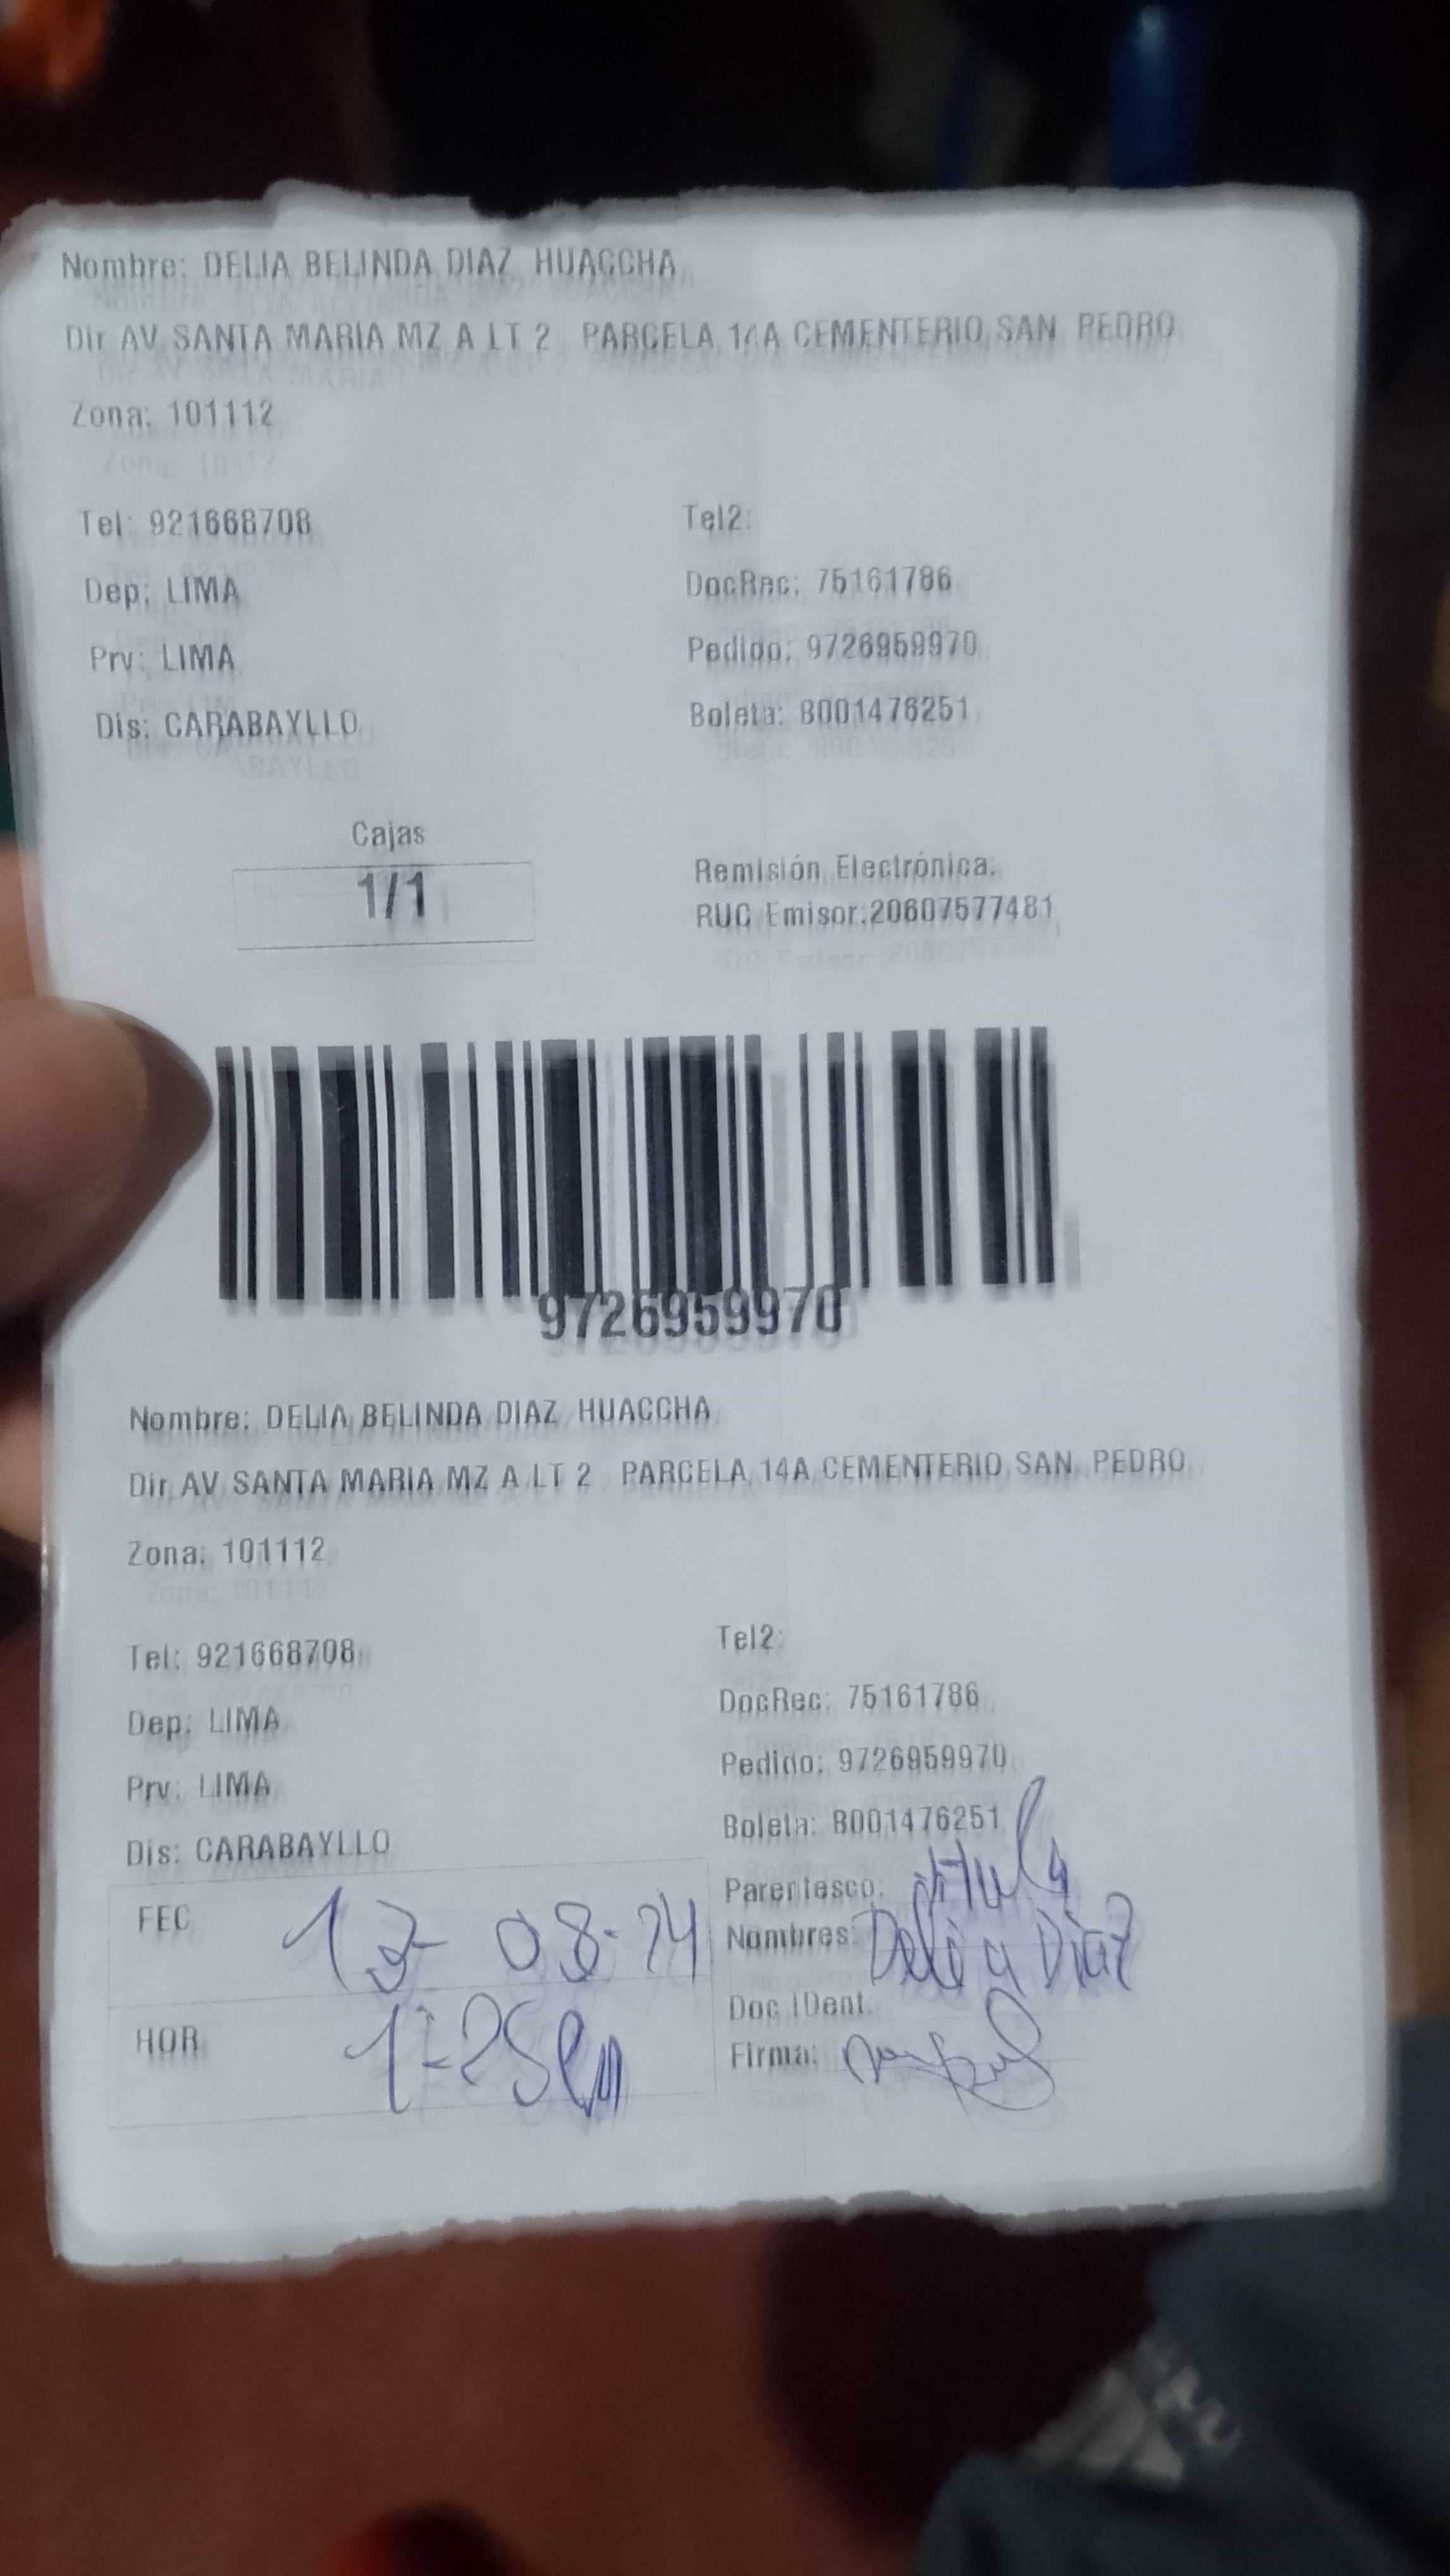 Nombre: DELIA BELINDA DIAZ HUACCHA
Dir AV SANTA MARIA MZ A LT 2 PARCELA 14A CEMENTERIO SAN PEDRO
Zona: 101112
Tel: 921668708
Tel2:
Dep: LIMA
DocRec: 75161786
Prv: LIMA
Pedido: 9726959970
Dis: CARABAYLLO
Boleta: B001476251
Cajas
1/1
Remisión Electrónica:
RUC Emisor:20607577481
9726959970
Nombre: DELIA BELINDA DIAZ HUACCHA
Dir AV SANTA MARIA MZ A LT 2 PARCELA 14A CEMENTERIO SAN PEDRO
Zona: 101112
Tel: 921668708
Tel2:
Dep: LIMA
DocRec: 75161786
Prv: LIMA
Pedido: 9726959970
Dis: CARABAYLLO
Boleta: B001476251
Parentesco:
FEC 08-24
Nombres: Delia Diaz
Doc IDent:
HOR
Firma: